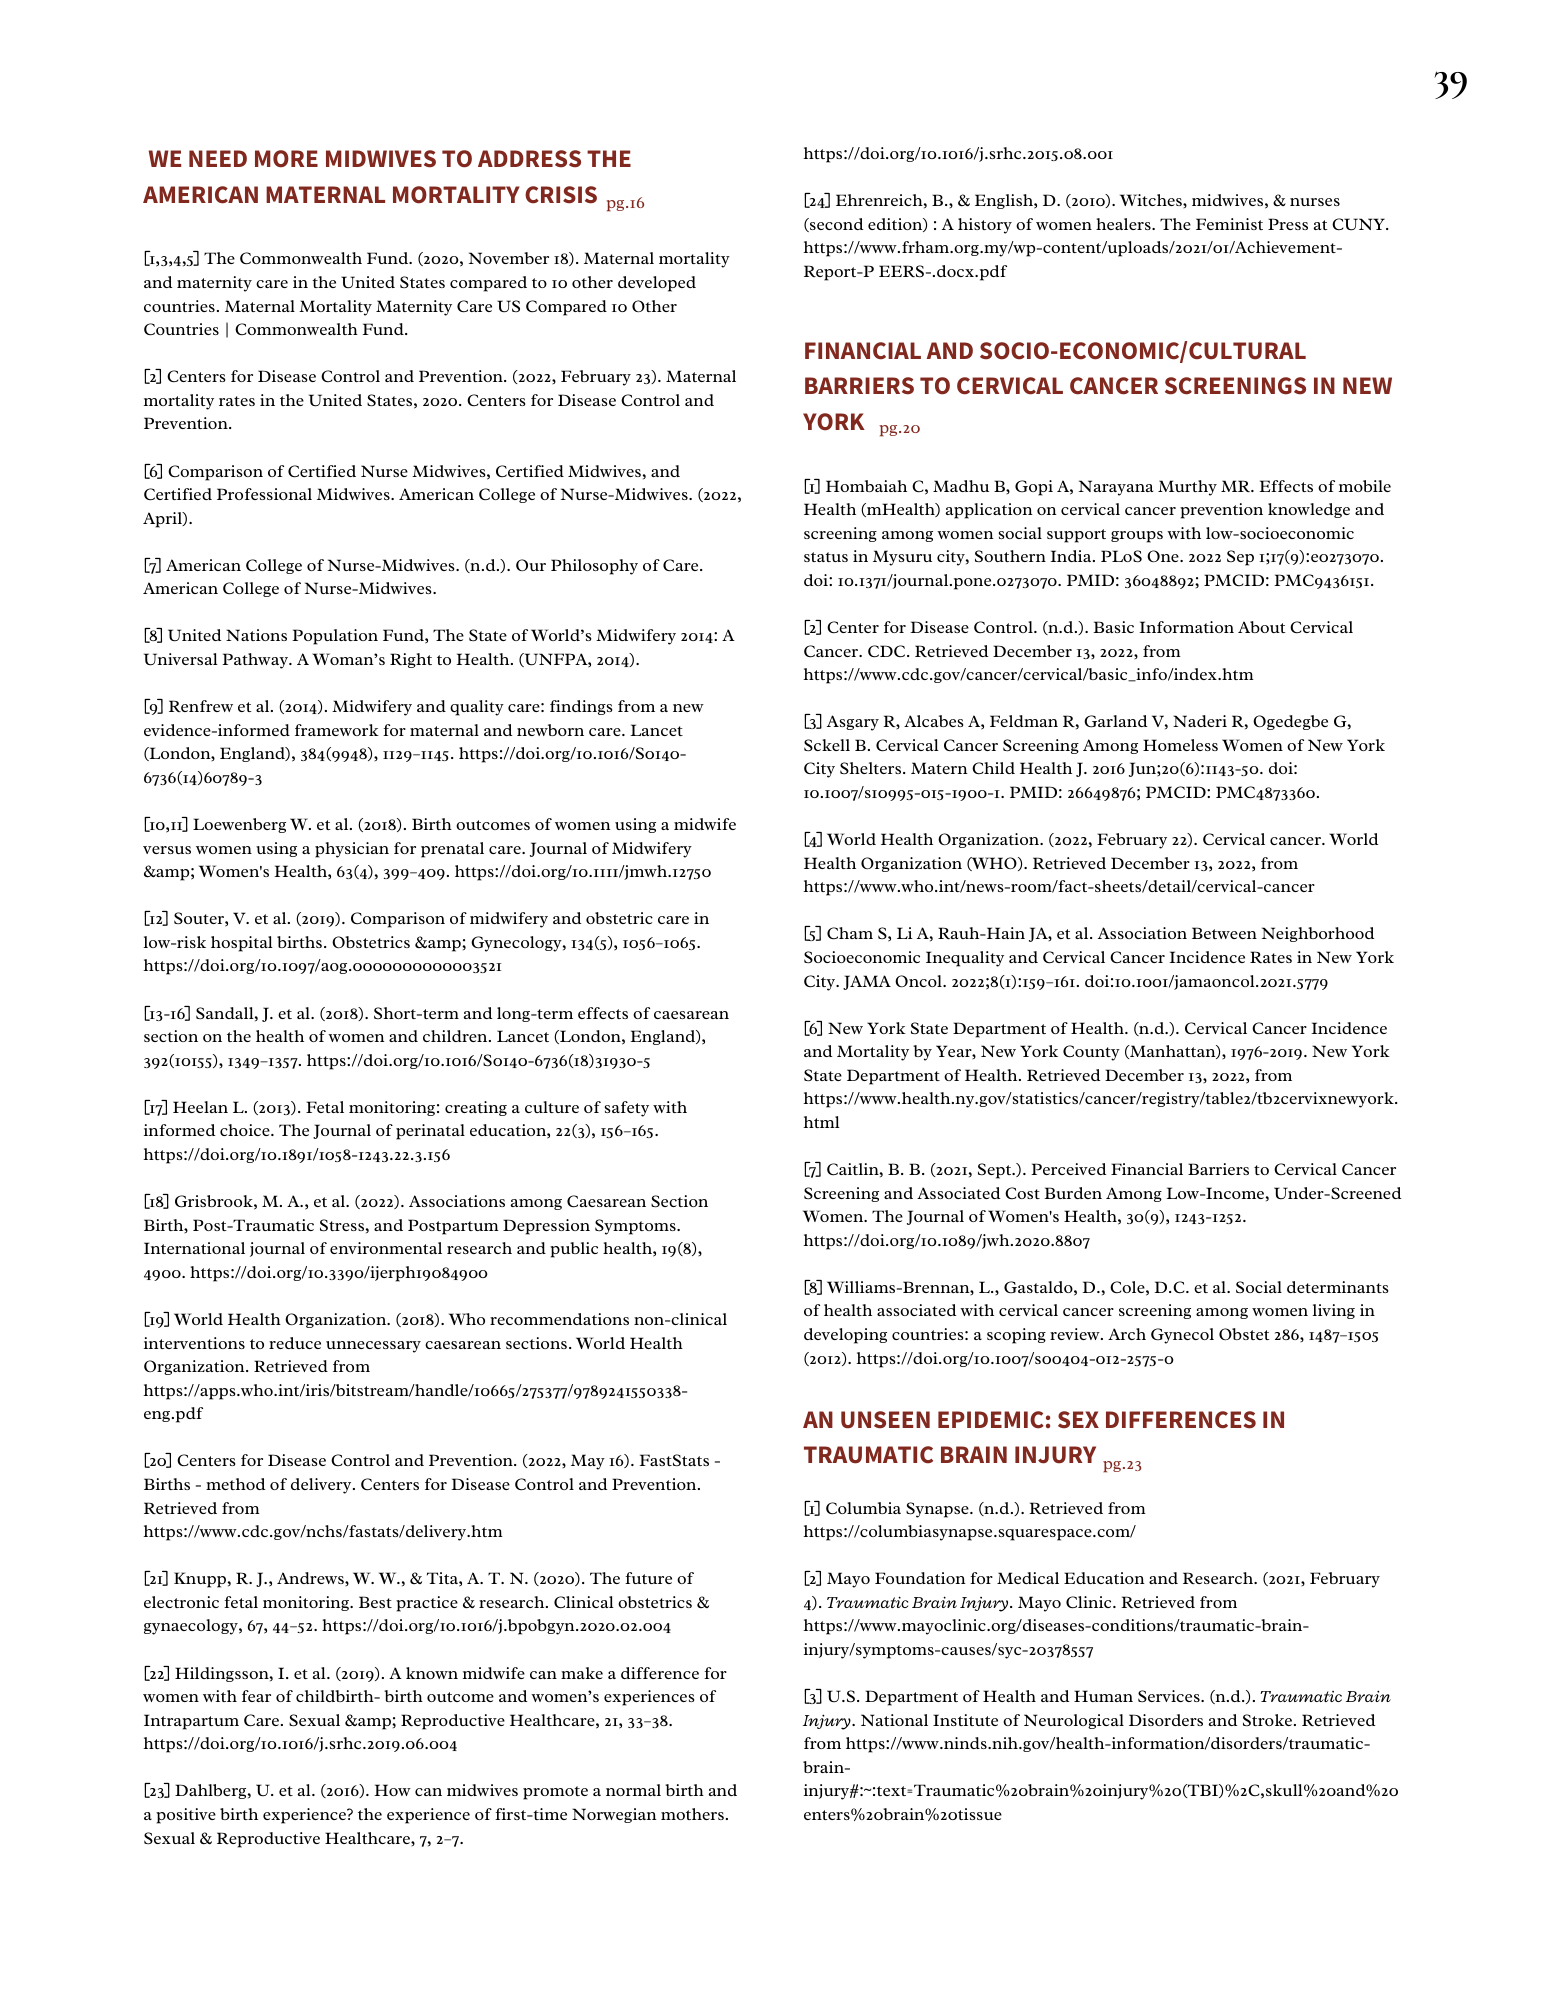 39
WE NEED MORE MIDWIVES TO ADDRESS THE
AMERICAN MATERNAL MORTALITY CRISIS pg.16
[1,3,4,5] The Commonwealth Fund. (2020, November 18). Maternal mortality
and maternity care in the United States compared to 10 other developed
countries. Maternal Mortality Maternity Care US Compared 10 Other
Countries | Commonwealth Fund.
[2] Centers for Disease Control and Prevention. (2022, February 23). Maternal
mortality rates in the United States, 2020. Centers for Disease Control and
Prevention.
[6] Comparison of Certified Nurse Midwives, Certified Midwives, and
Certified Professional Midwives. American College of Nurse-Midwives. (2022,
April).
[7] American College of Nurse-Midwives. (n.d.). Our Philosophy of Care.
American College of Nurse-Midwives.
[8] United Nations Population Fund, The State of World’s Midwifery 2014: A
Universal Pathway. A Woman’s Right to Health. (UNFPA, 2014).
[9] Renfrew et al. (2014). Midwifery and quality care: findings from a new
evidence-informed framework for maternal and newborn care. Lancet
(London, England), 384(9948), 1129–1145. https://doi.org/10.1016/S0140-
6736(14)60789-3
[10,11] Loewenberg W. et al. (2018). Birth outcomes of women using a midwife
versus women using a physician for prenatal care. Journal of Midwifery
&amp; Women's Health, 63(4), 399–409. https://doi.org/10.1111/jmwh.12750
[12] Souter, V. et al. (2019). Comparison of midwifery and obstetric care in
low-risk hospital births. Obstetrics &amp; Gynecology, 134(5), 1056–1065.
https://doi.org/10.1097/aog.0000000000003521
[13-16] Sandall, J. et al. (2018). Short-term and long-term effects of caesarean
section on the health of women and children. Lancet (London, England),
392(10155), 1349–1357. https://doi.org/10.1016/S0140-6736(18)31930-5
[17] Heelan L. (2013). Fetal monitoring: creating a culture of safety with
informed choice. The Journal of perinatal education, 22(3), 156–165.
https://doi.org/10.1891/1058-1243.22.3.156
[18] Grisbrook, M. A., et al. (2022). Associations among Caesarean Section
Birth, Post-Traumatic Stress, and Postpartum Depression Symptoms.
International journal of environmental research and public health, 19(8),
4900. https://doi.org/10.3390/ijerph19084900
[19] World Health Organization. (2018). Who recommendations non-clinical
interventions to reduce unnecessary caesarean sections. World Health
Organization. Retrieved from
https://apps.who.int/iris/bitstream/handle/10665/275377/9789241550338-
eng.pdf
[20] Centers for Disease Control and Prevention. (2022, May 16). FastStats -
Births - method of delivery. Centers for Disease Control and Prevention.
Retrieved from
https://www.cdc.gov/nchs/fastats/delivery.htm
[21] Knupp, R. J., Andrews, W. W., & Tita, A. T. N. (2020). The future of
electronic fetal monitoring. Best practice & research. Clinical obstetrics &
gynaecology, 67, 44–52. https://doi.org/10.1016/j.bpobgyn.2020.02.004
[22] Hildingsson, I. et al. (2019). A known midwife can make a difference for
women with fear of childbirth- birth outcome and women’s experiences of
Intrapartum Care. Sexual &amp; Reproductive Healthcare, 21, 33–38.
https://doi.org/10.1016/j.srhc.2019.06.004
[23] Dahlberg, U. et al. (2016). How can midwives promote a normal birth and
a positive birth experience? the experience of first-time Norwegian mothers.
Sexual & Reproductive Healthcare, 7, 2–7.
https://doi.org/10.1016/j.srhc.2015.08.001
[24] Ehrenreich, B., & English, D. (2010). Witches, midwives, & nurses
(second edition) : A history of women healers. The Feminist Press at CUNY.
https://www.frham.org.my/wp-content/uploads/2021/01/Achievement-
Report-P EERS-.docx.pdf
FINANCIAL AND SOCIO-ECONOMIC/CULTURAL
BARRIERS TO CERVICAL CANCER SCREENINGS IN NEW
YORK pg.20
[1] Hombaiah C, Madhu B, Gopi A, Narayana Murthy MR. Effects of mobile
Health (mHealth) application on cervical cancer prevention knowledge and
screening among women social support groups with low-socioeconomic
status in Mysuru city, Southern India. PLoS One. 2022 Sep 1;17(9):e0273070.
doi: 10.1371/journal.pone.0273070. PMID: 36048892; PMCID: PMC9436151.
[2] Center for Disease Control. (n.d.). Basic Information About Cervical
Cancer. CDC. Retrieved December 13, 2022, from
https://www.cdc.gov/cancer/cervical/basic_info/index.htm
[3] Asgary R, Alcabes A, Feldman R, Garland V, Naderi R, Ogedegbe G,
Sckell B. Cervical Cancer Screening Among Homeless Women of New York
City Shelters. Matern Child Health J. 2016 Jun;20(6):1143-50. doi:
10.1007/s10995-015-1900-1. PMID: 26649876; PMCID: PMC4873360.
[4] World Health Organization. (2022, February 22). Cervical cancer. World
Health Organization (WHO). Retrieved December 13, 2022, from
https://www.who.int/news-room/fact-sheets/detail/cervical-cancer
[5] Cham S, Li A, Rauh-Hain JA, et al. Association Between Neighborhood
Socioeconomic Inequality and Cervical Cancer Incidence Rates in New York
City. JAMA Oncol. 2022;8(1):159–161. doi:10.1001/jamaoncol.2021.5779
[6] New York State Department of Health. (n.d.). Cervical Cancer Incidence
and Mortality by Year, New York County (Manhattan), 1976-2019. New York
State Department of Health. Retrieved December 13, 2022, from
https://www.health.ny.gov/statistics/cancer/registry/table2/tb2cervixnewyork.
html
[7] Caitlin, B. B. (2021, Sept.). Perceived Financial Barriers to Cervical Cancer
Screening and Associated Cost Burden Among Low-Income, Under-Screened
Women. The Journal of Women's Health, 30(9), 1243-1252.
https://doi.org/10.1089/jwh.2020.8807
[8] Williams-Brennan, L., Gastaldo, D., Cole, D.C. et al. Social determinants
of health associated with cervical cancer screening among women living in
developing countries: a scoping review. Arch Gynecol Obstet 286, 1487–1505
(2012). https://doi.org/10.1007/s00404-012-2575-0
AN UNSEEN EPIDEMIC: SEX DIFFERENCES IN
TRAUMATIC BRAIN INJURY pg.23
[1] Columbia Synapse. (n.d.). Retrieved from
https://columbiasynapse.squarespace.com/
[2] Mayo Foundation for Medical Education and Research. (2021, February
4). Traumatic Brain Injury. Mayo Clinic. Retrieved from
https://www.mayoclinic.org/diseases-conditions/traumatic-brain-
injury/symptoms-causes/syc-20378557
[3] U.S. Department of Health and Human Services. (n.d.). Traumatic Brain
Injury. National Institute of Neurological Disorders and Stroke. Retrieved
from https://www.ninds.nih.gov/health-information/disorders/traumatic-
brain-
injury#:~:text=Traumatic%20brain%20injury%20(TBI)%2C,skull%20and%20
enters%20brain%20tissue